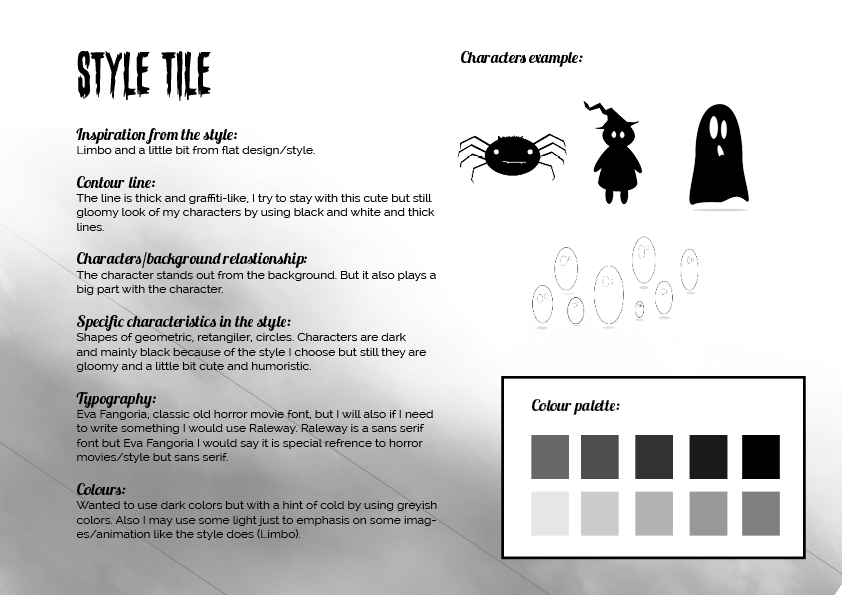 STYLE TILE
Inspiration from the style:
Limbo and a little bit from flat design/style.
Contour line:
The line is thick and graffiti-like, I try to stay with this cute but still
gloomy look of my characters by using black and white and thick
lines.
Characters/background relastionship:
The character stands out from the background. But it also plays a
big part with the character.
Specific characteristics in the style:
Shapes of geometric, retangiler, circles. Characters are dark
and mainly black because of the style I choose but still they are
gloomy and a little bit cute and humoristic.
Typography:
Eva Fangoria, classic old horror movie font, but I will also if I need
to write something I would use Raleway. Raleway is a sans serif
font but Eva Fangoria I would say it is special refrence to horror
movies/style but sans serif.
Colours:
Wanted to use dark colors but with a hint of cold by using greyish
colors. Also I may use some light just to emphasis on some imag-
es/animation like the style does (Limbo).
Characters example:
Colour palette: